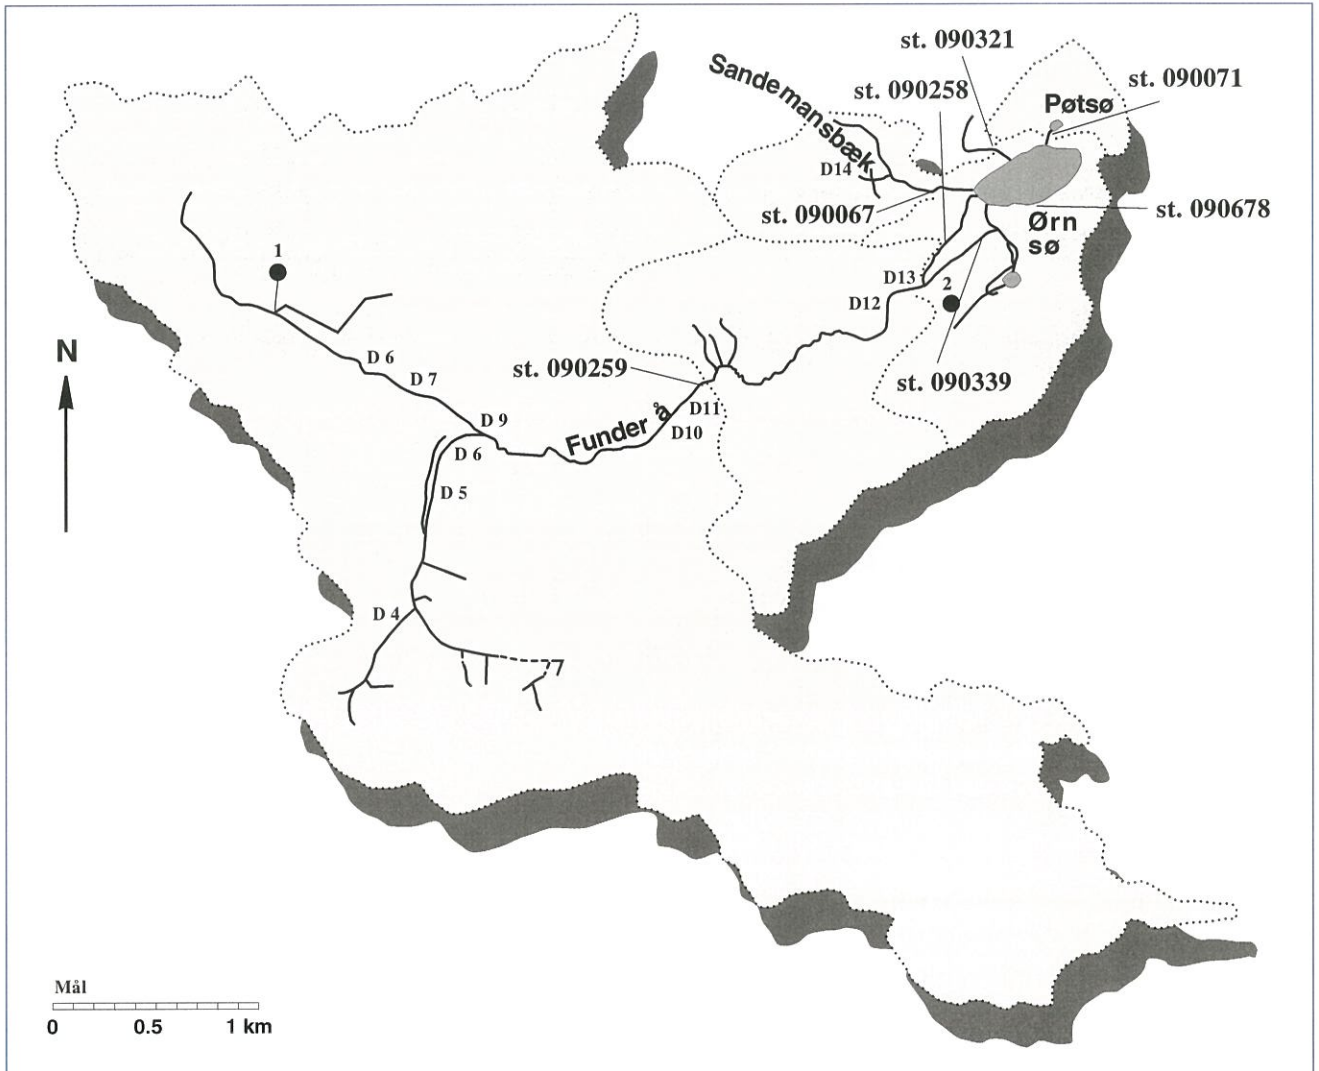 st. 090321
Sandemansbæk
st. 090258
st. 090071
Pøtsø
D14
st. 090067
st. 090678
Ørn
sø
1
D13
2
D12
N
D 6
st. 090259
D 7
st. 090339
D11
D 9
Funder å
D10
D 6
D 5
D 4
Mål
0 0.5 1 km